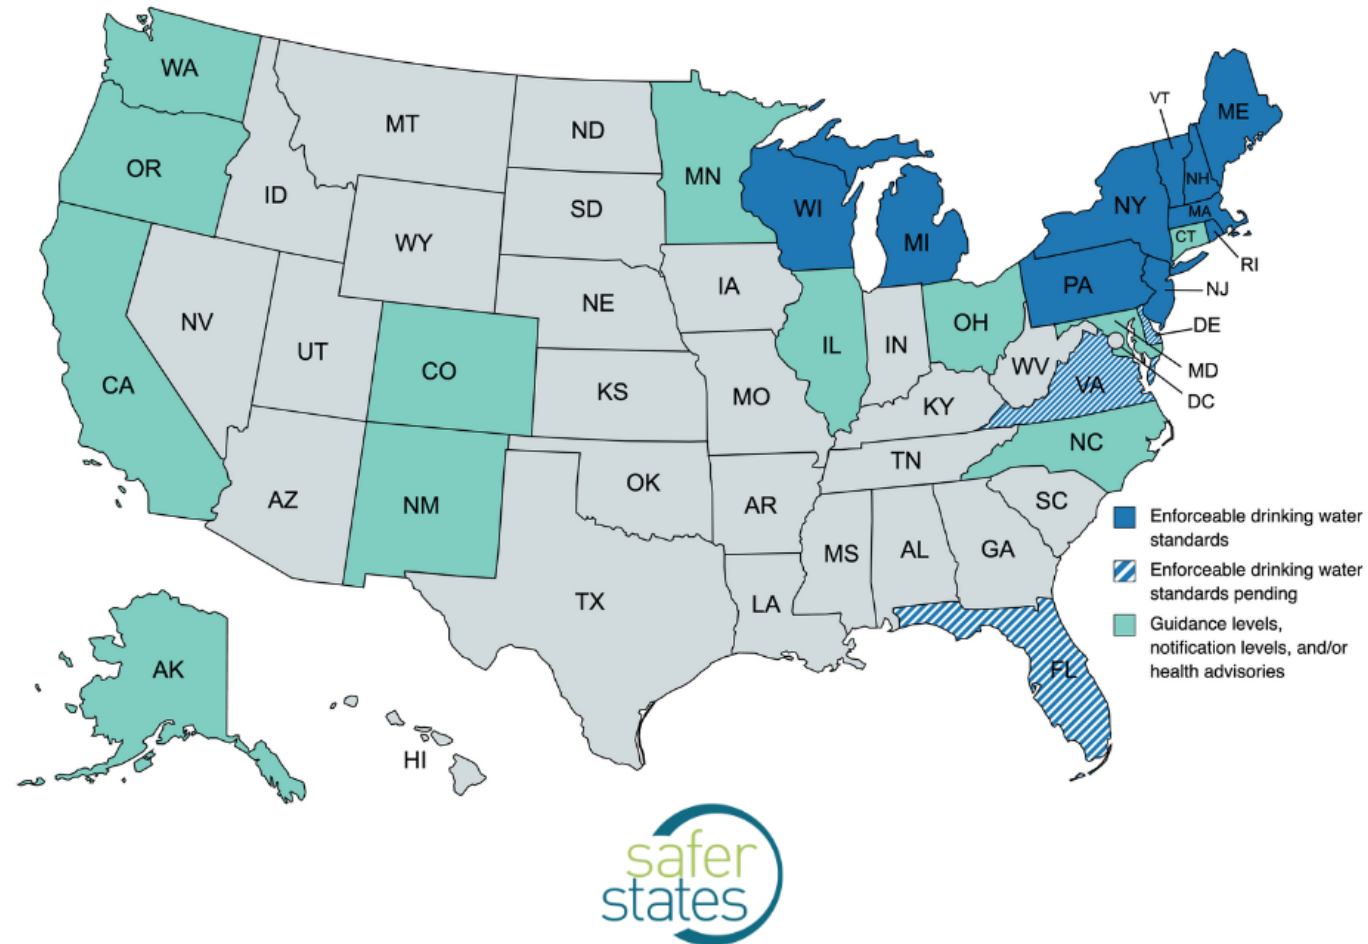 WA
MT
ND
MN
VT
ME
OR
ID
SD
WI
MI
NY
NH
MA
CT
RI
WY
IA
PA
NJ
NE
OH
DE
NV
UT
CO
IL
IN
WV
VA
MD
DC
CA
KS
MO
KY
NC
TN
AZ
NM
OK
AR
SC
MS
AL
GA
TX
LA
FL
AK
HI
Enforceable drinking water
standards
Enforceable drinking water
standards pending
Guidance levels,
notification levels, and/or
health advisories
safer
states